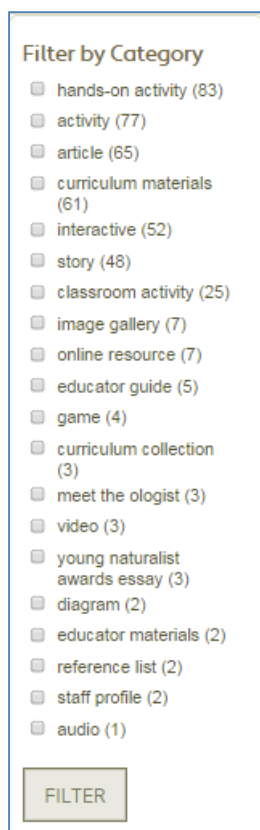 Filter by Category
hands-on activity (83)
activity (77)
article (65)
curriculum materials
(61)
interactive (52)
story (48)
classroom activity (25)
image gallery (7)
online resource (7)
educator guide (5)
game (4)
curriculum collection
(3)
meet the ologist (3)
video (3)
young naturalist
awards essay (3)
diagram (2)
educator materials (2)
reference list (2)
staff profile (2)
audio (1)
FILTER